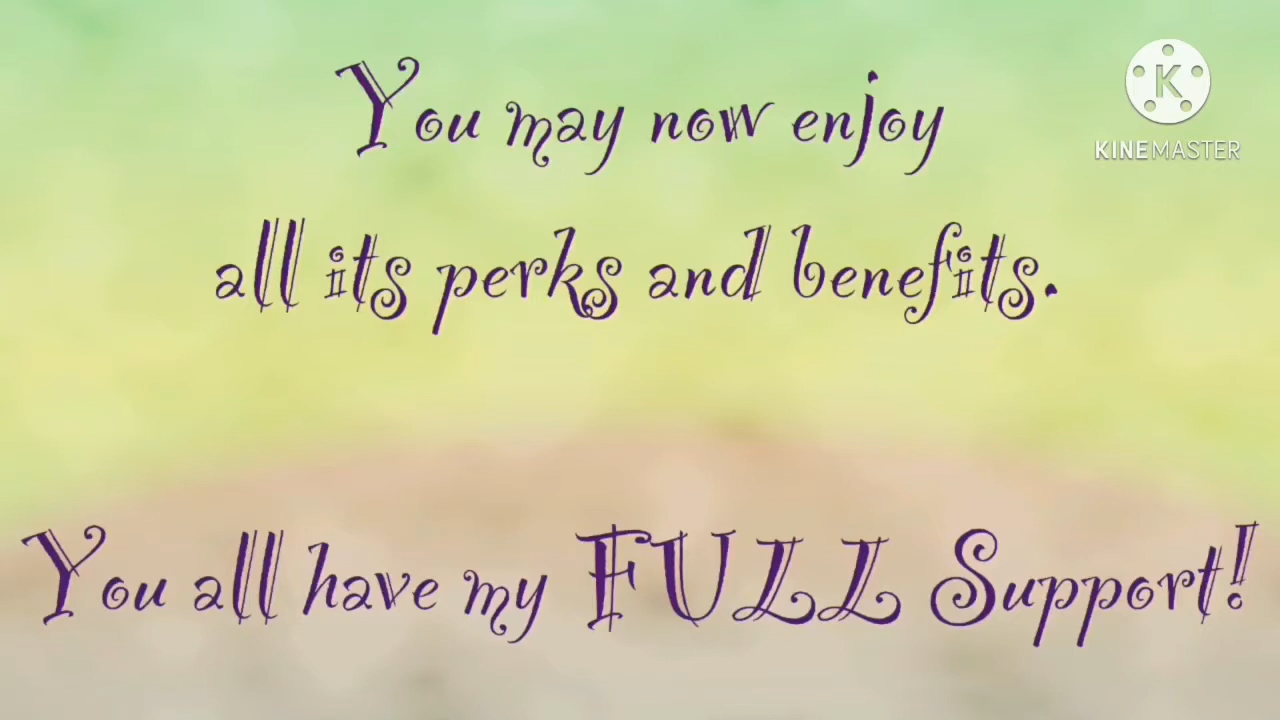 You may now enjoy
K
KINEMASTER
all its perks and benefits.
You all have my FULL Support!